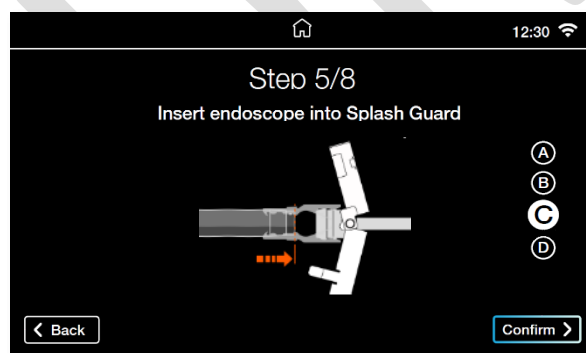 12:30
Step 5/8
Insert endoscope into Splash Guard
A
B
C
D
Back
Confirm